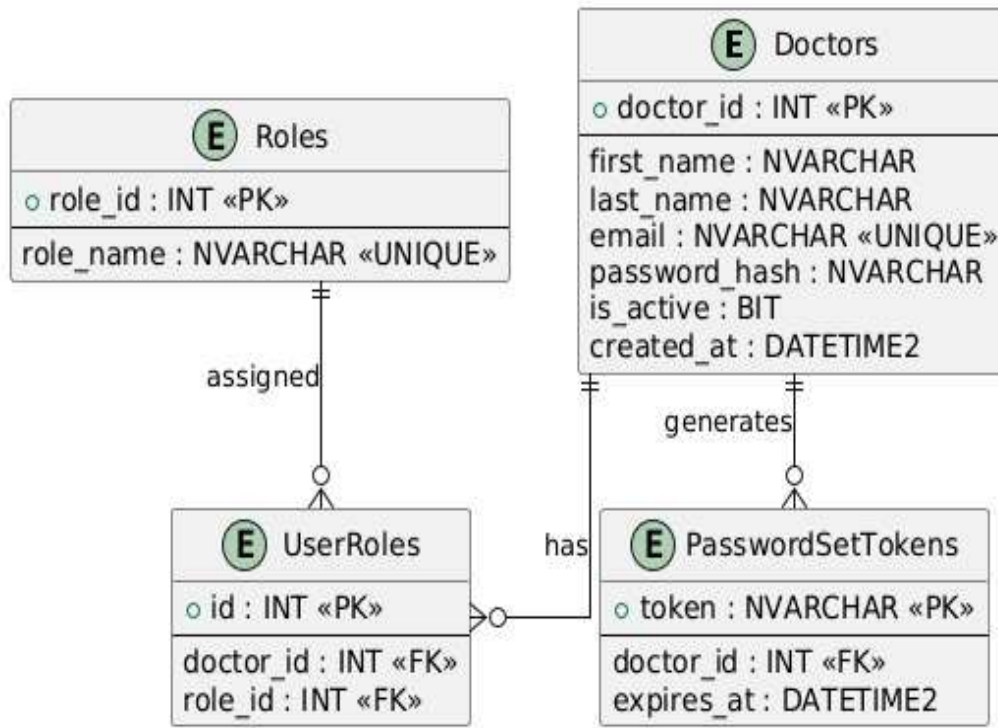 E Roles
role_id : INT «PK»
role_name : NVARCHAR «UNIQUE»
E Doctors
doctor_id : INT «PK»
first_name : NVARCHAR
last_name : NVARCHAR
email : NVARCHAR «UNIQUE»
password_hash : NVARCHAR
is_active : BIT
created_at : DATETIME2
assigned
generates
has
E UserRoles
id : INT «PK»
doctor_id : INT «FK»
role_id : INT «FK»
E PasswordSetTokens
token : NVARCHAR «PK»
doctor_id : INT «FK»
expires_at : DATETIME2